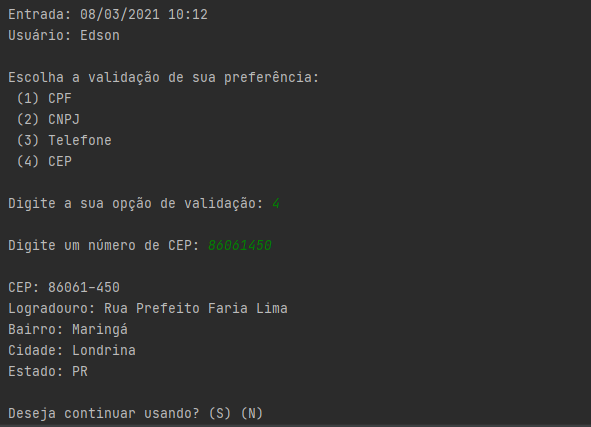 Entrada: 08/03/2021 10:12
Usuário: Edson
Escolha a validação de sua preferência:
(1) CPF
(2) CNPJ
(3) Telefone
(4) CEP
Digite a sua opção de validação: 4
Digite um número de CEP: 86061450
CEP: 86061-450
Logradouro: Rua Prefeito Faria Lima
Bairro: Maringá
Cidade: Londrina
Estado: PR
Deseja continuar usando? (S) (N)